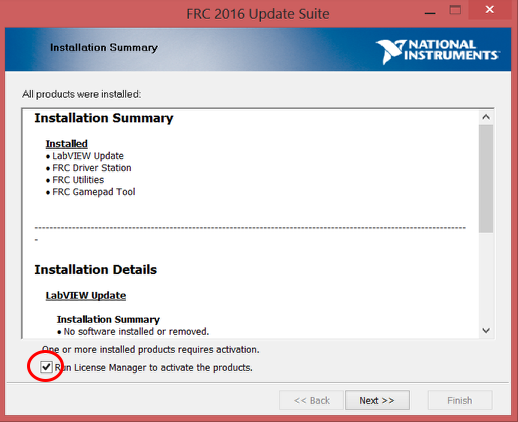 FRC 2016 Update Suite
Installation Summary
NATIONAL
INSTRUMENTS
All products were installed:
Installation Summary
Installed
• LabVIEW Update
• FRC Driver Station
• FRC Utilities
• FRC Gamepad Tool
--------------------------------------------------------------------------------------------------------
-
Installation Details
LabVIEW Update
Installation Summary
• No software installed or removed.
One or more installed products requires activation.
Run License Manager to activate the products.
<< Back
Next >>
Finish